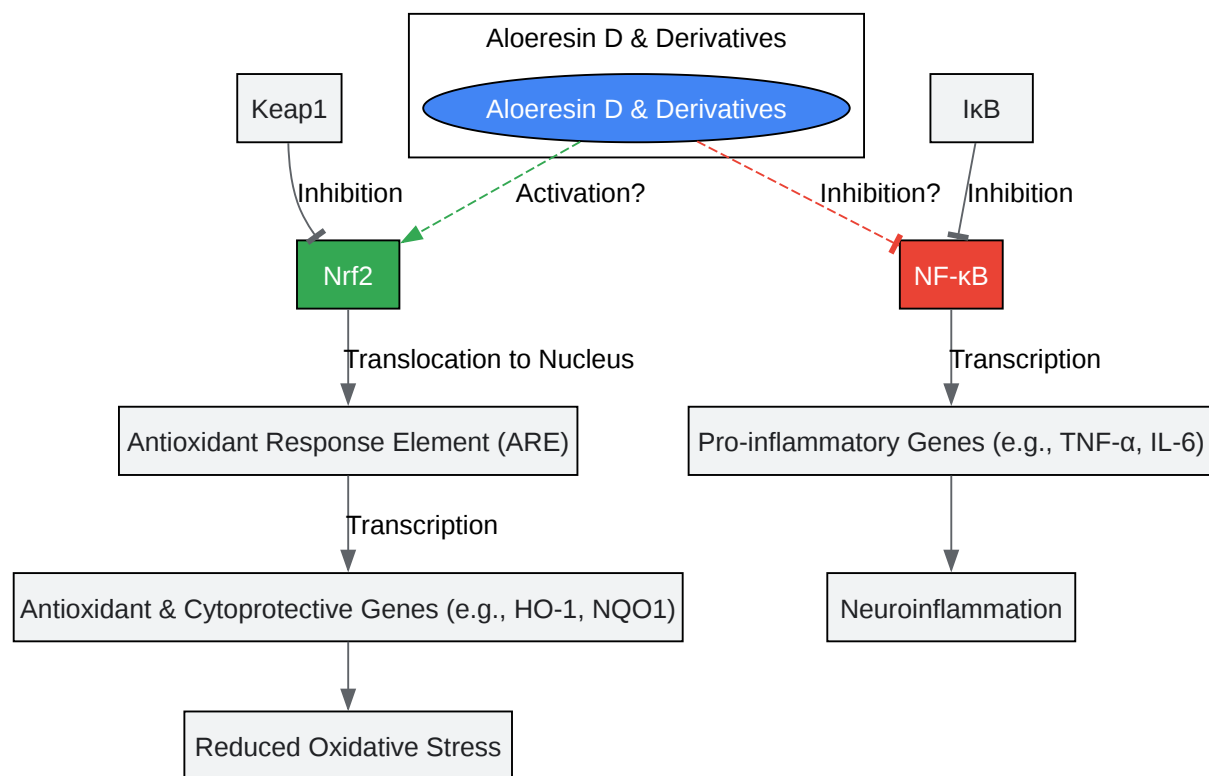 Aloeresin D & Derivatives
Keap1
Aloeresin D & Derivatives
IκB
Inhibition
Activation?
Inhibition?
Inhibition
Nrf2
NF-κB
Translocation to Nucleus
Transcription
Antioxidant Response Element (ARE)
Pro-inflammatory Genes (e.g., TNF-α, IL-6)
Transcription
Antioxidant & Cytoprotective Genes (e.g., HO-1, NQO1)
Neuroinflammation
Reduced Oxidative Stress